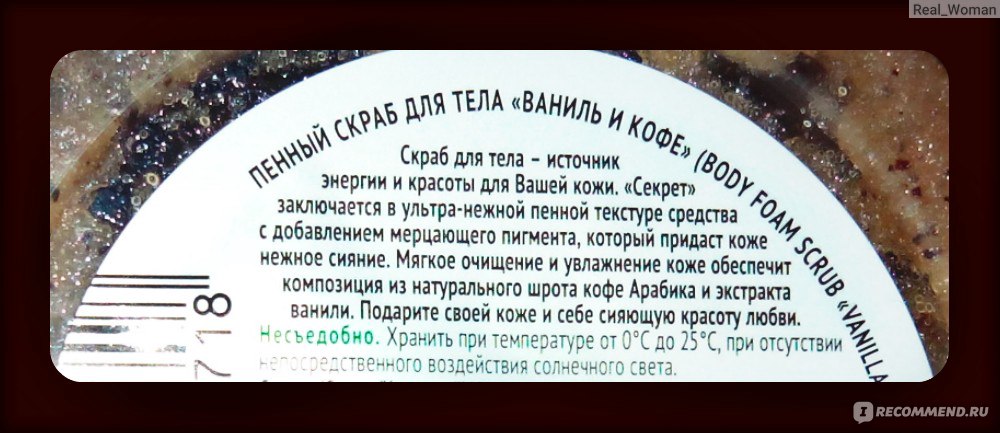 Real_Woman
ПЕННЫЙ СКРАБ ДЛЯ ТЕЛА «ВАНИЛЬ И КОФЕ» (BODY FOAM SCRUB «VANILLA
Скраб для тела – источник
энергии и красоты для Вашей кожи. «Секрет»
заключается в ультра-нежной пенной текстуре средства
с добавлением мерцающего пигмента, который придаст коже
нежное сияние. Мягкое очищение и увлажнение коже обеспечит
композиция из натурального шрота кофе Арабика и экстракта
ванили. Подарите своей коже и себе сияющую красоту любви.
Несъедобно. Хранить при температуре от 0°С до 25°С, при отсутствии
непосредственного воздействия солнечного света.
718
I RECOMMEND.RU